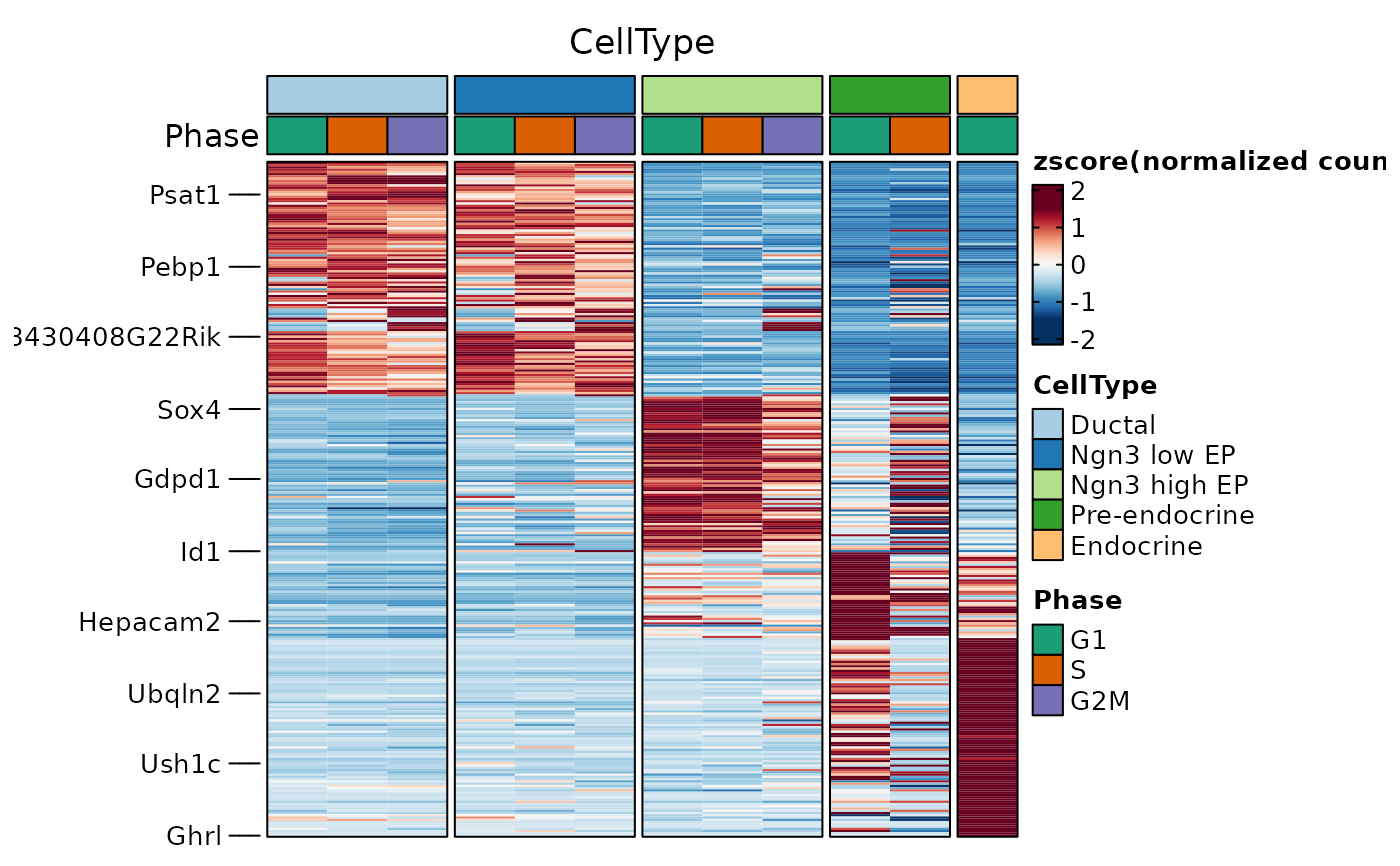 CellType
Phase
Psat1
Pebp1
3430408G22Rik
Sox4
Gdpd1
Id1
Hepacam2
Ubqln2
Ush1c
Ghrl
zscore(normalized coun
2
1
0
-1
-2
CellType
Ductal
Ngn3 low EP
Ngn3 high EP
Pre-endocrine
Endocrine
Phase
G1
S
G2M